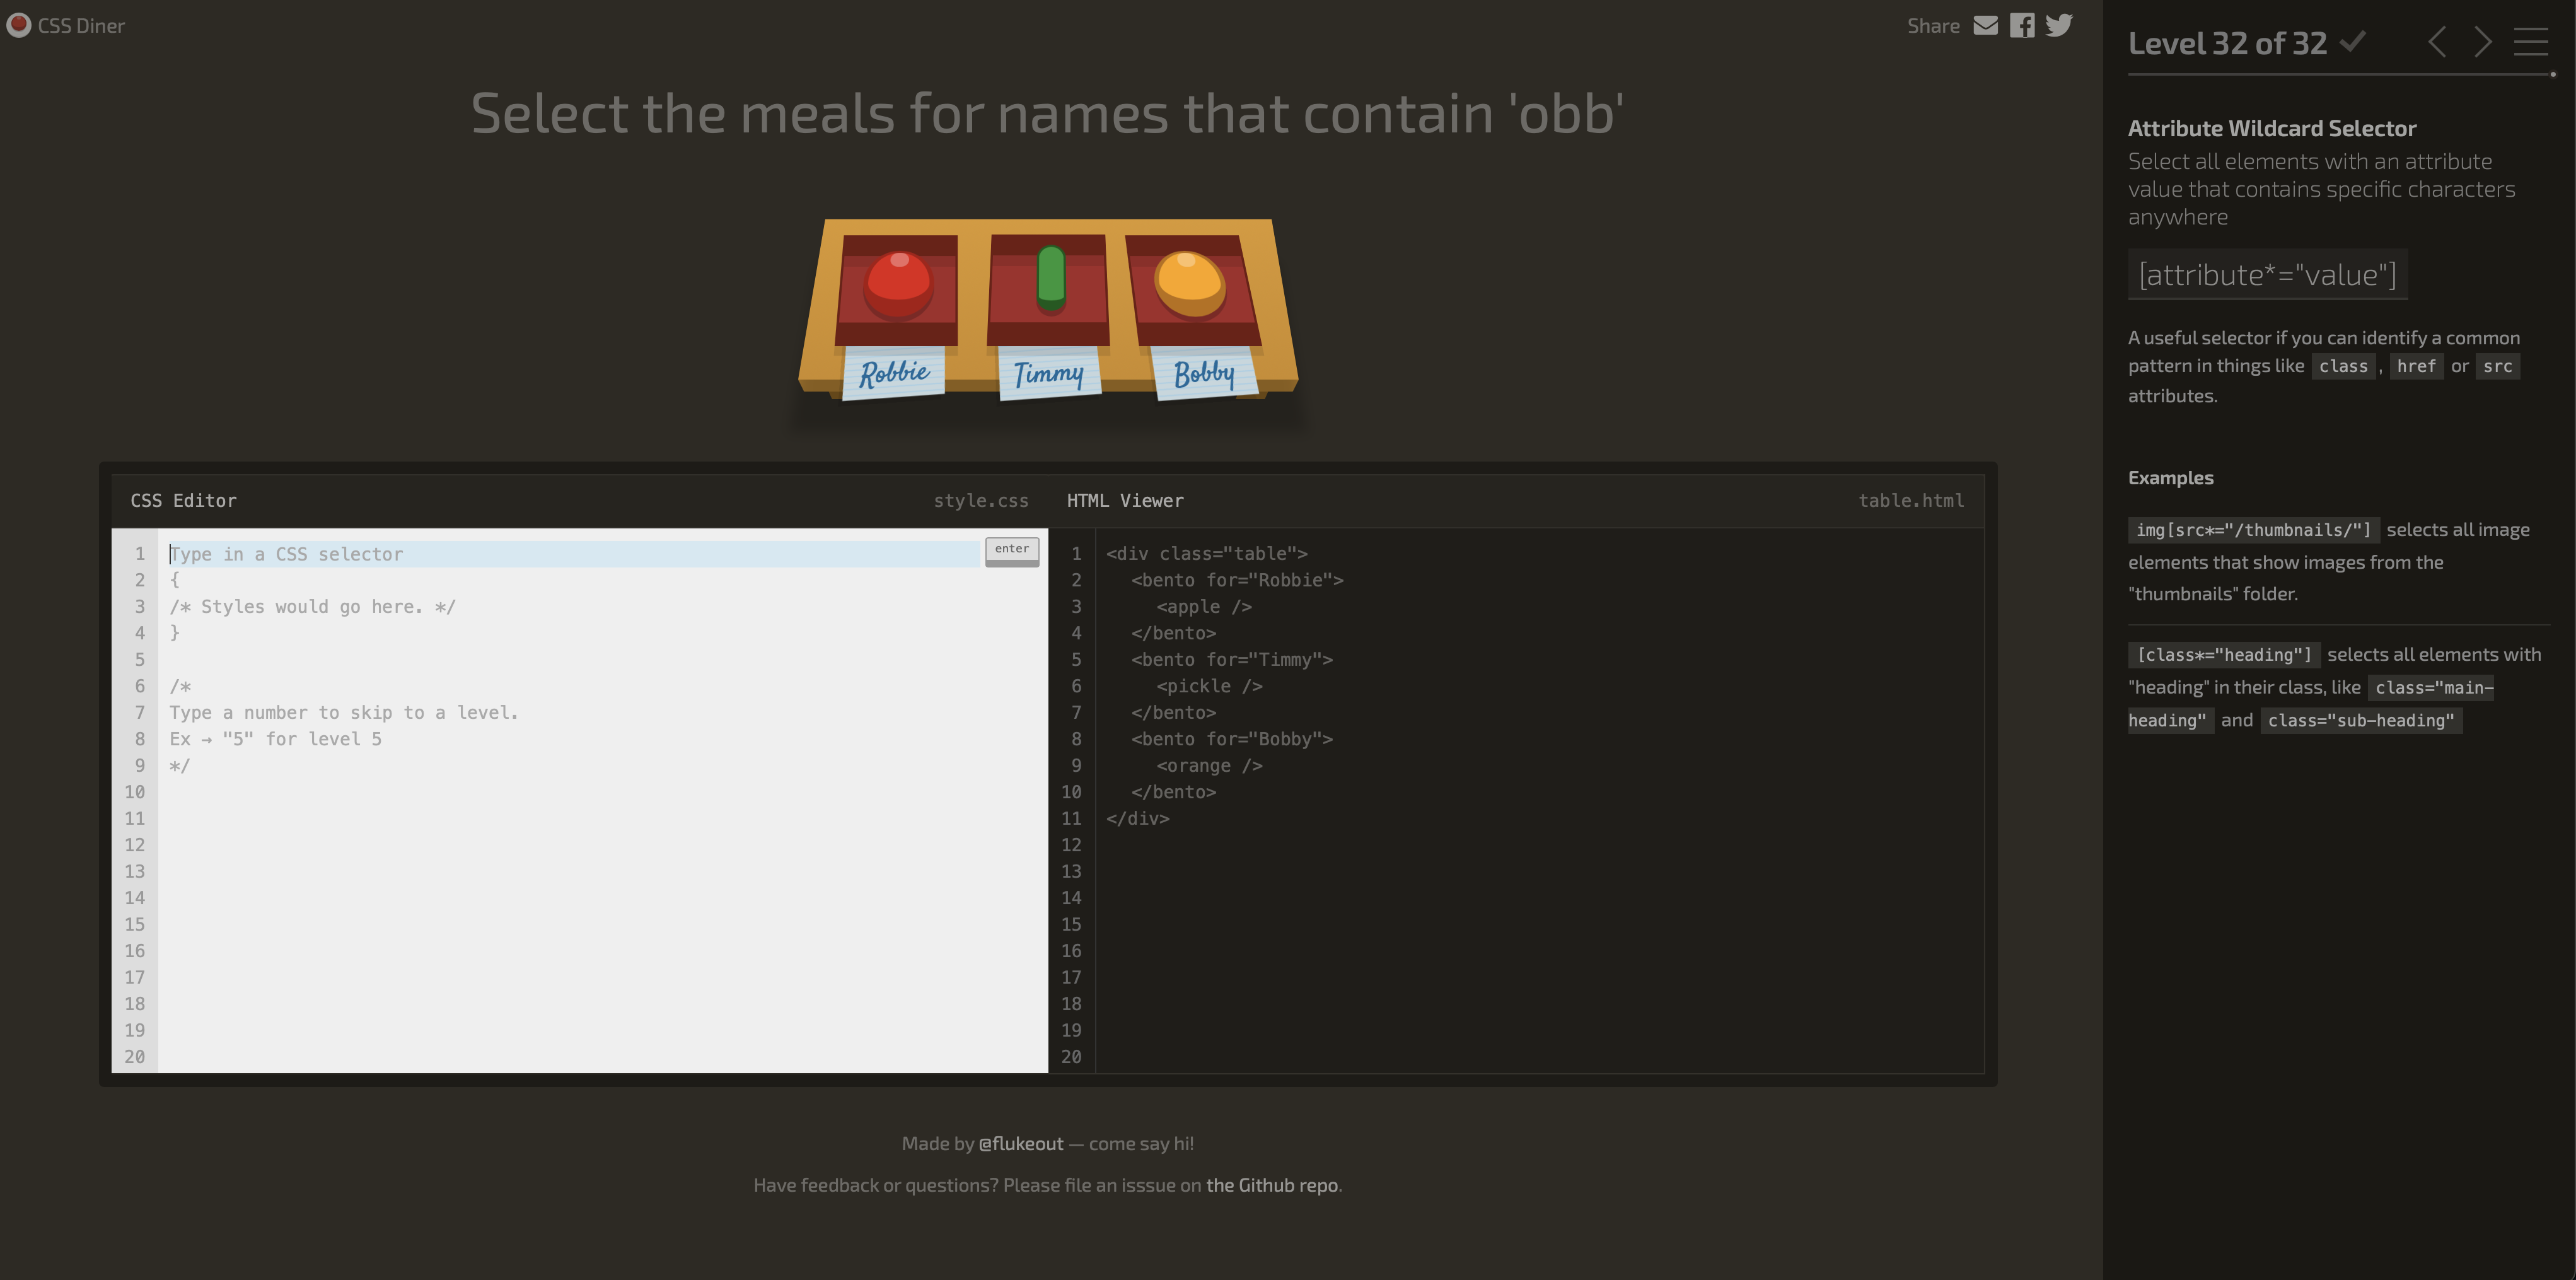 CSS Diner
Share
Select the meals for names that contain 'obb'
Robbie
Timmy
Bobby
CSS Editor
style.css
1 Type in a CSS selector
enter
2 {
3 /* Styles would go here. */
4 }
5
6 /*
7 Type a number to skip to a level.
8 Ex → "5" for level 5
9 */
10
11
12
13
14
15
16
17
18
19
20
HTML Viewer
table.html
1 <div class="table">
2 <bento for="Robbie">
3 <apple />
4 </bento>
5 <bento for="Timmy">
6 <pickle />
7 </bento>
8 <bento for="Bobby">
9 <orange />
10 </bento>
11 </div>
12
13
14
15
16
17
18
19
20
Made by @flukeout — come say hi!
Have feedback or questions? Please file an isssue on the Github repo.
Level 32 of 32
Attribute Wildcard Selector
Select all elements with an attribute
value that contains specific characters
anywhere
[attribute*="value"]
A useful selector if you can identify a common
pattern in things like class , href or src
attributes.
Examples
img[src*="/thumbnails/"] selects all image
elements that show images from the
"thumbnails" folder.
[class*="heading"] selects all elements with
"heading" in their class, like class="main-
heading" and class="sub-heading"